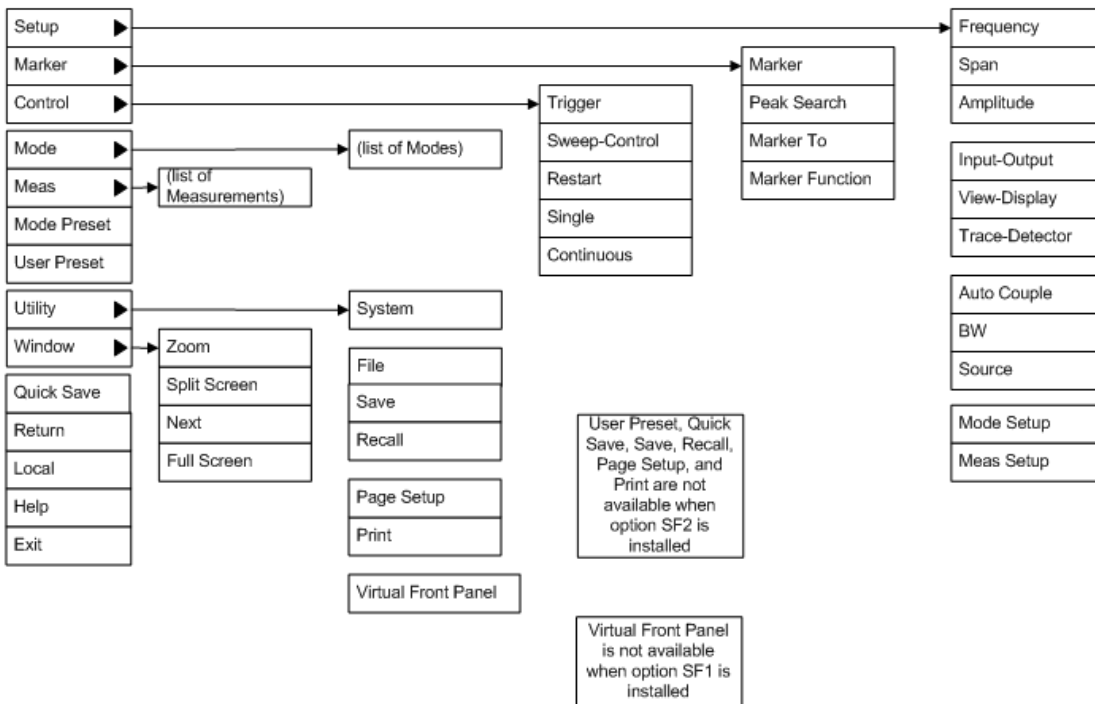 Setup
Marker
Control
Mode
Meas
Mode Preset
User Preset
Utility
Window
Quick Save
Return
Local
Help
Exit
(list of
Measurements)
Zoom
Split Screen
Next
Full Screen
(list of Modes)
System
File
Save
Recall
Page Setup
Print
Virtual Front Panel
Trigger
Sweep-Control
Restart
Single
Continuous
User Preset, Quick
Save, Save, Recall,
Page Setup, and
Print are not
available when
option SF2 is
installed
Virtual Front Panel
is not available
when option SF1 is
installed
Marker
Peak Search
Marker To
Marker Function
Frequency
Span
Amplitude
Input-Output
View-Display
Trace-Detector
Auto Couple
BW
Source
Mode Setup
Meas Setup